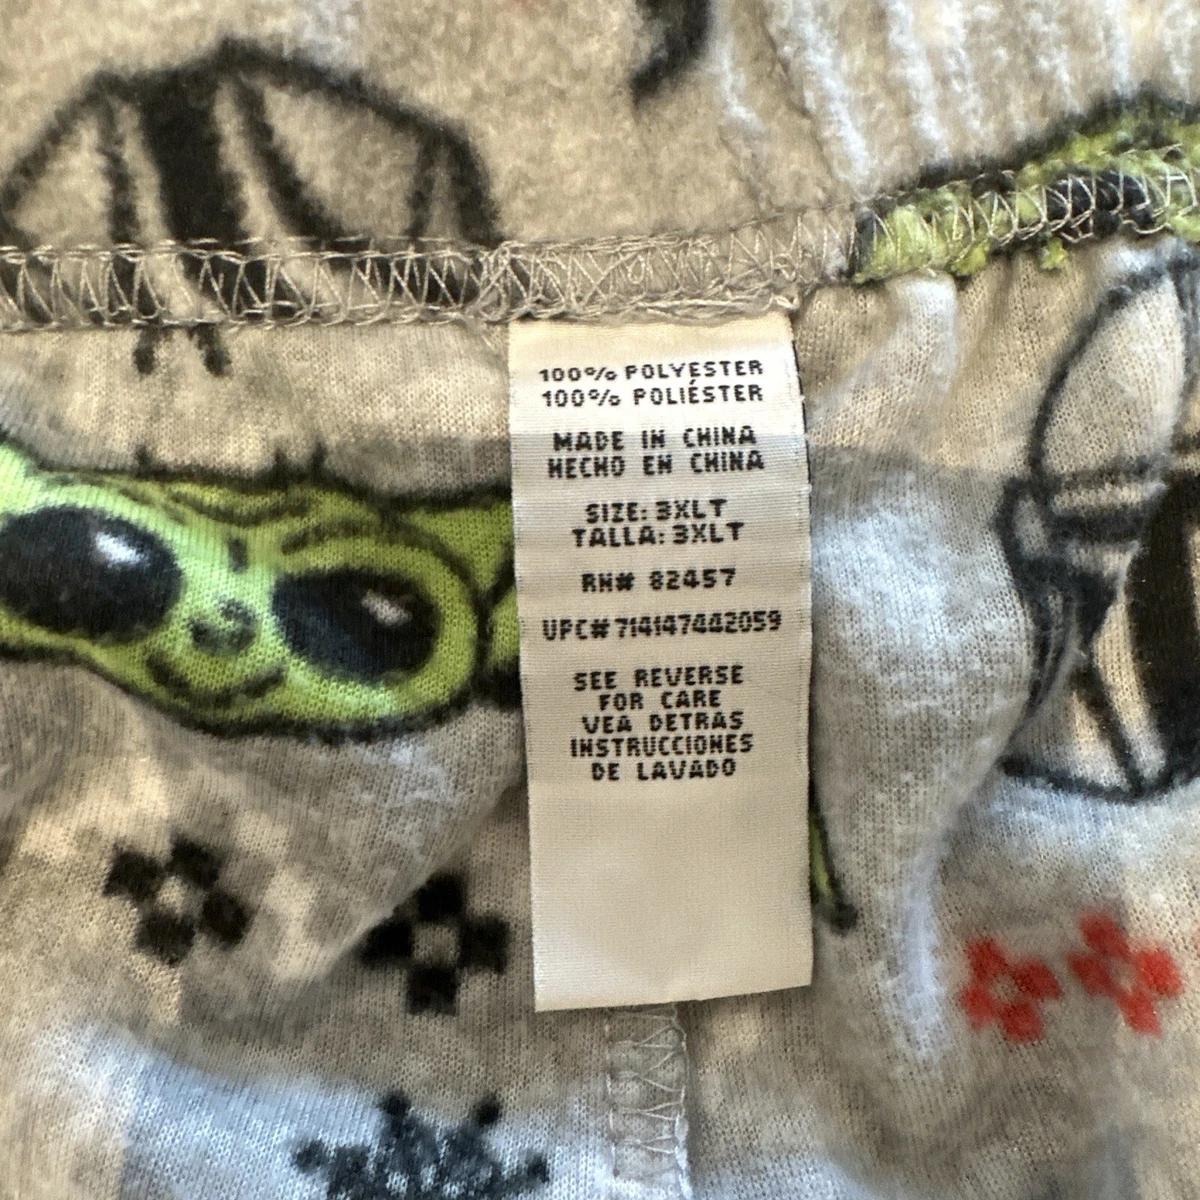 100% POLYESTER
100% POLIÉSTER
MADE IN CHINA
HECHO EN CHINA
SIZE: 3XLT
TALLA: 3XLT
RN# 82457
UPC#714147442059
SEE REVERSE
FOR CARE
VEA DETRAS
INSTRUCCIONES
DE LAVADO